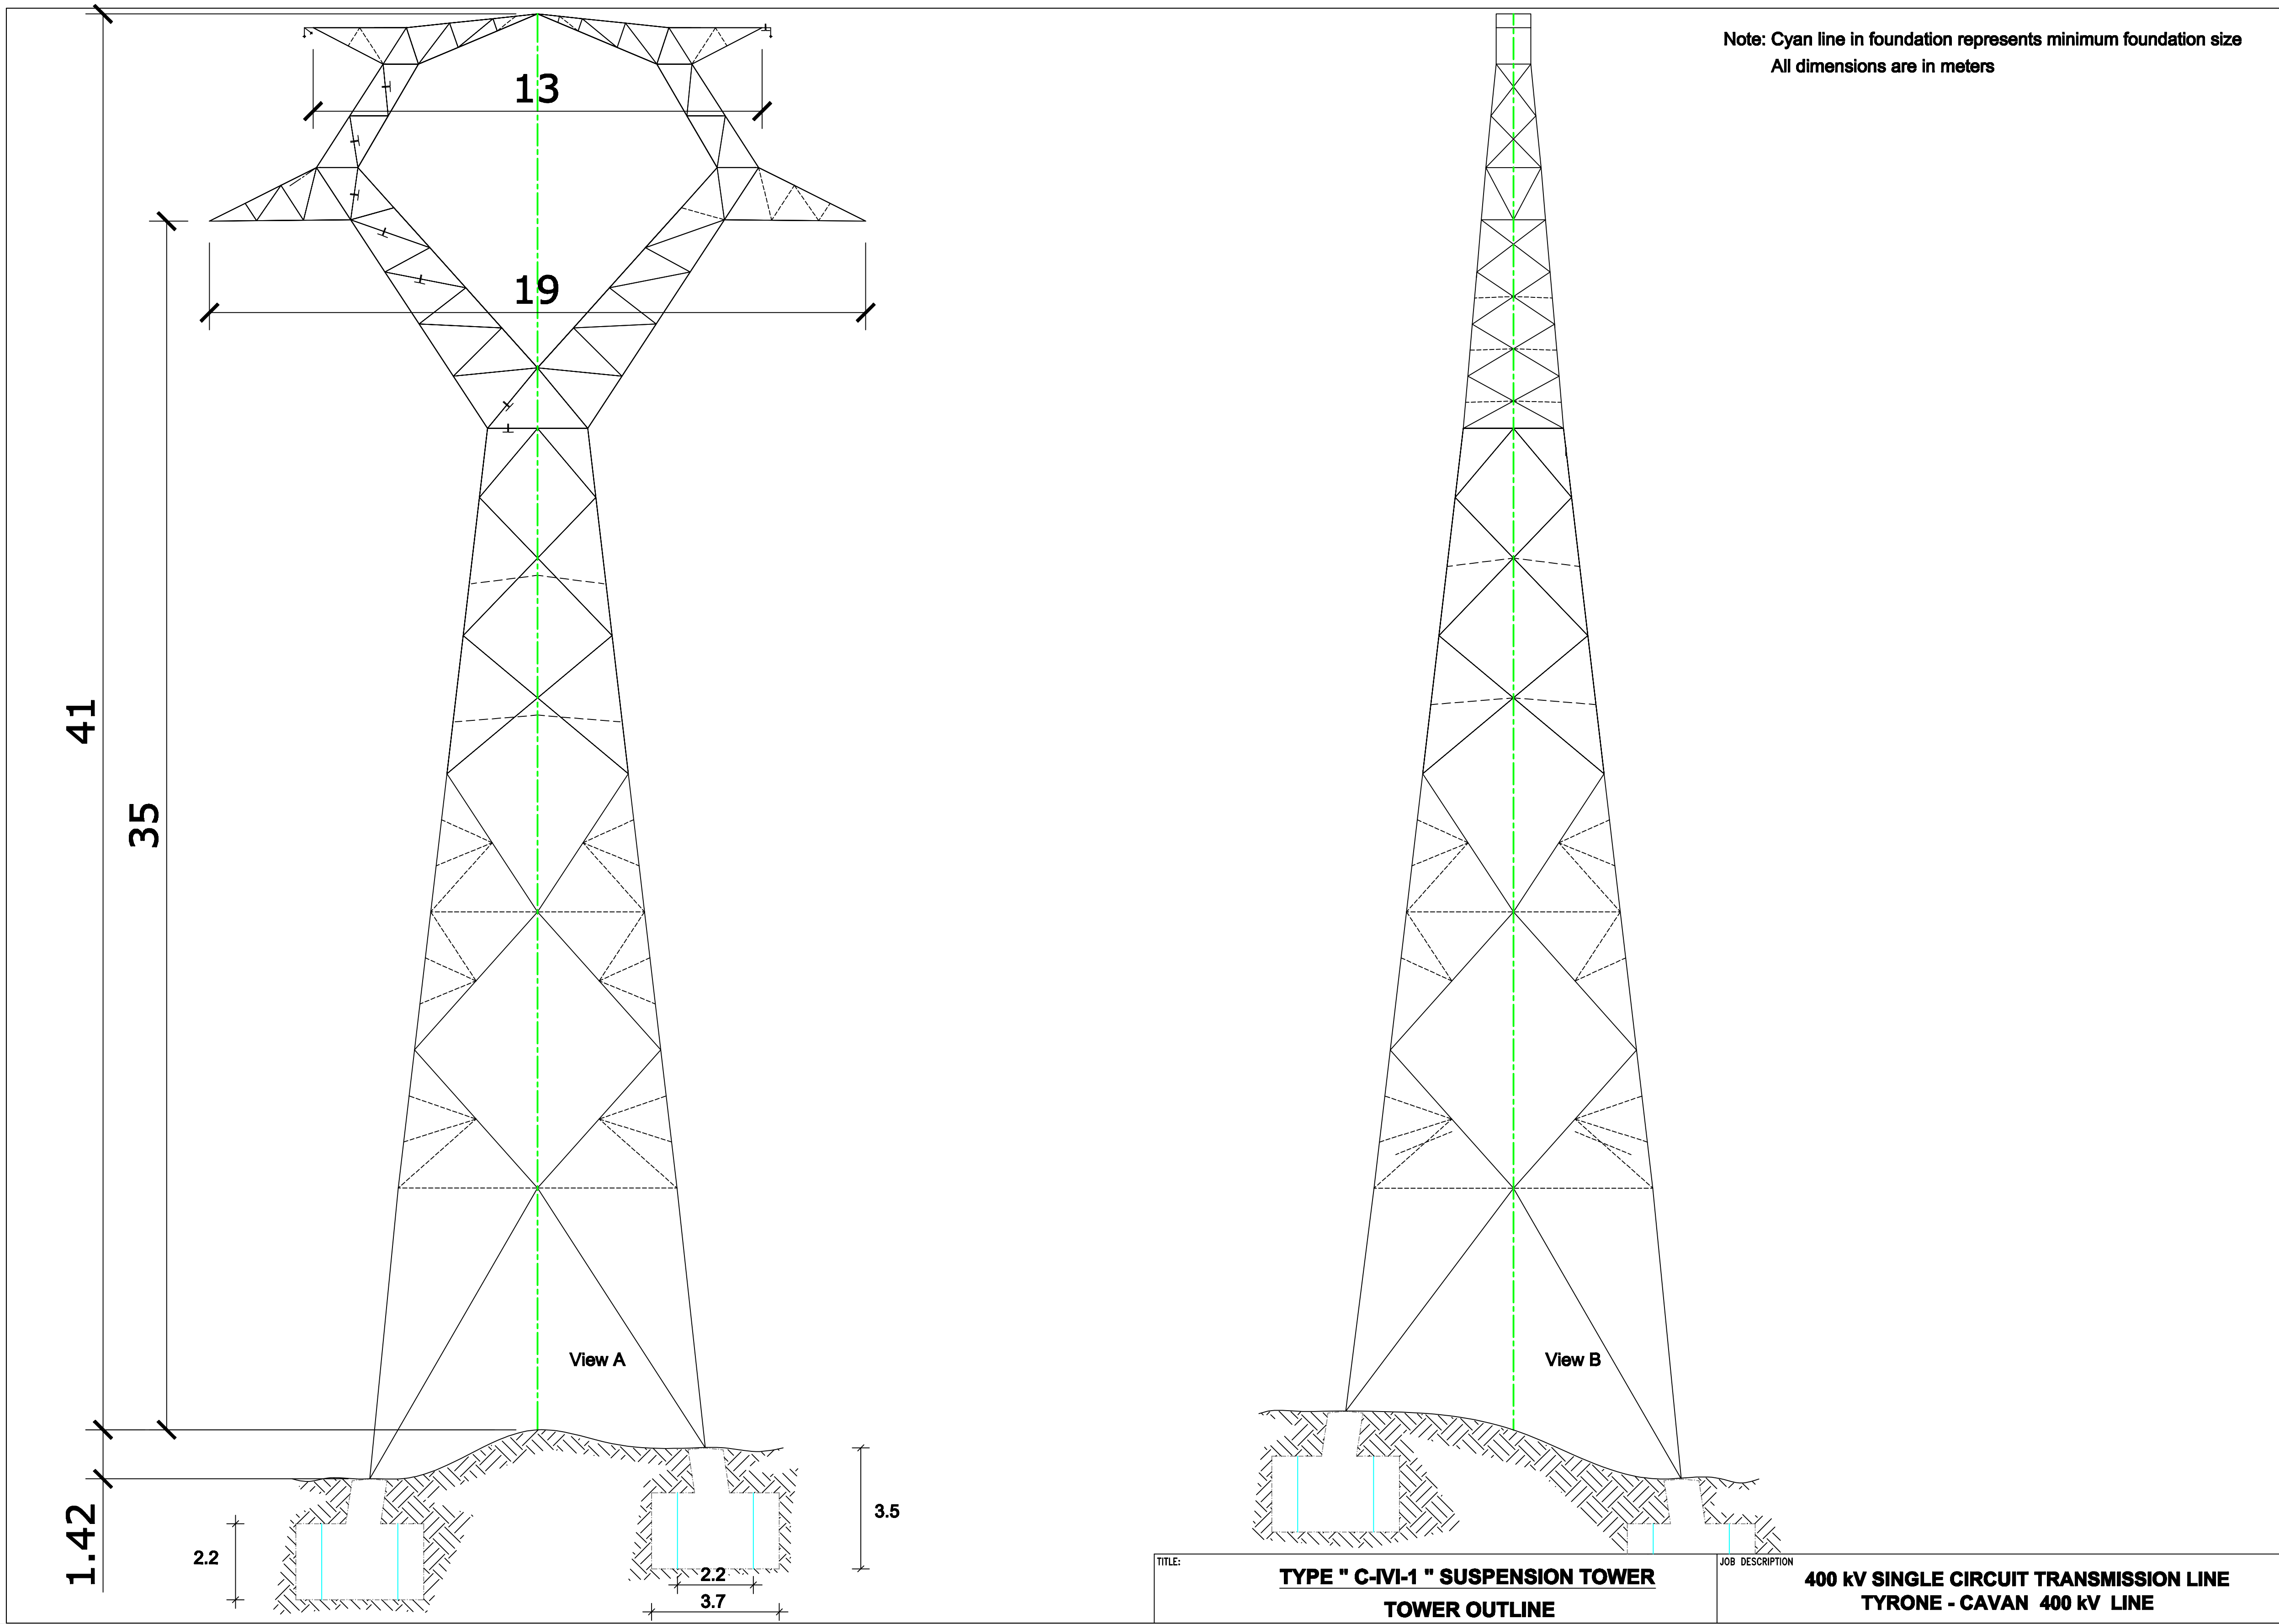 Note: Cyan line in foundation represents minimum foundation size
All dimensions are in meters
13
19
41
35
View A
View B
1.42
2.2
3.5
2.2
3.7
TITLE:
TYPE " C-IVI-1 " SUSPENSION TOWER
TOWER OUTLINE
JOB DESCRIPTION
400 kV SINGLE CIRCUIT TRANSMISSION LINE
TYRONE - CAVAN 400 kV LINE